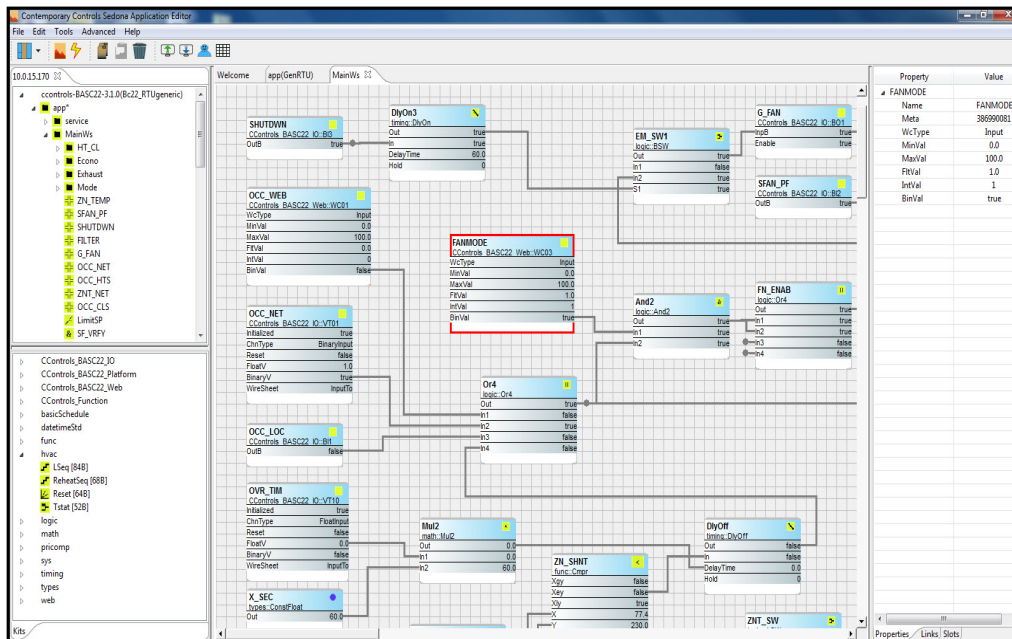 Contemporary Controls Sedona Application Editor
File Edit Tools Advanced Help
10.0.15.170
ccontrols-BASC22-3.1.0(Bc22_RTUgeneric)
app*
service
MainWs
HT_CL
Econo
Exhaust
Mode
ZN_TEMP
SFAN_PF
SHUTDWN
FILTER
G_FAN
OCC_NET
OCC_HTS
ZNT_NET
OCC_CLS
LimitSP
SF_VRFY
CControls_BASC22_IO
CControls_BASC22_Platform
CControls_BASC22_Web
CControls_Function
basicSchedule
datetimeStd
func
hvac
LSeq [84B]
ReheatSeq [68B]
Reset [64B]
Tstat [52B]
logic
math
pricomp
sys
timing
types
web
Kits
Welcome app(GenRTU) MainWs
SHUTDWN
CControls_BASC22_IO::BI3
OutB true
DlyOn3
timing::DlyOn
Out true
In true
DelayTime 60.0
Hold 0
EM_SW1
logic::BSW
Out true
In1 false
In2 true
S1 true
G_FAN
CControls_BASC22_IO::BO1
InpB true
Enable true
SFAN_PF
CControls_BASC22_IO::BI2
OutB true
OCC_WEB
CControls_BASC22_Web::WC01
WcType Input
MinVal 0.0
MaxVal 100.0
FltVal 0.0
IntVal 0
BinVal false
FANMODE
CControls_BASC22_Web::WC03
WcType Input
MinVal 0.0
MaxVal 100.0
FltVal 1.0
IntVal 1
BinVal true
And2
logic::And2
Out true
In1 true
In2 true
FN_ENAB
logic::Or4
Out true
In1 true
In2 true
In3 false
In4 false
OCC_NET
CControls_BASC22_IO::VT01
Initialized true
ChnType BinaryInput
Reset false
FloatV 1.0
BinaryV true
WireSheet InputTo
Or4
logic::Or4
Out true
In1 false
In2 true
In3 false
In4 false
OCC_LOC
CControls_BASC22_IO::BI1
OutB false
OVR_TIM
CControls_BASC22_IO::VT10
Initialized true
ChnType FloatInput
Reset false
FloatV 0.0
BinaryV false
WireSheet InputTo
Mul2
math::Mul2
Out 0.0
In1 0.0
In2 60.0
DlyOff
timing::DlyOff
Out false
In false
DelayTime 0.0
Hold 0
ZN_SHNT
func::Cmpr
Xgy false
Xey false
Xly true
X 77.4
Y 230.0
X_SEC
types::ConstFloat
Out 60.0
ZNT_SW
Property Value
FANMODE
Name FANMODE
Meta 386990081
WcType Input
MinVal 0.0
MaxVal 100.0
FltVal 1.0
IntVal 1
BinVal true
Properties Links Slots